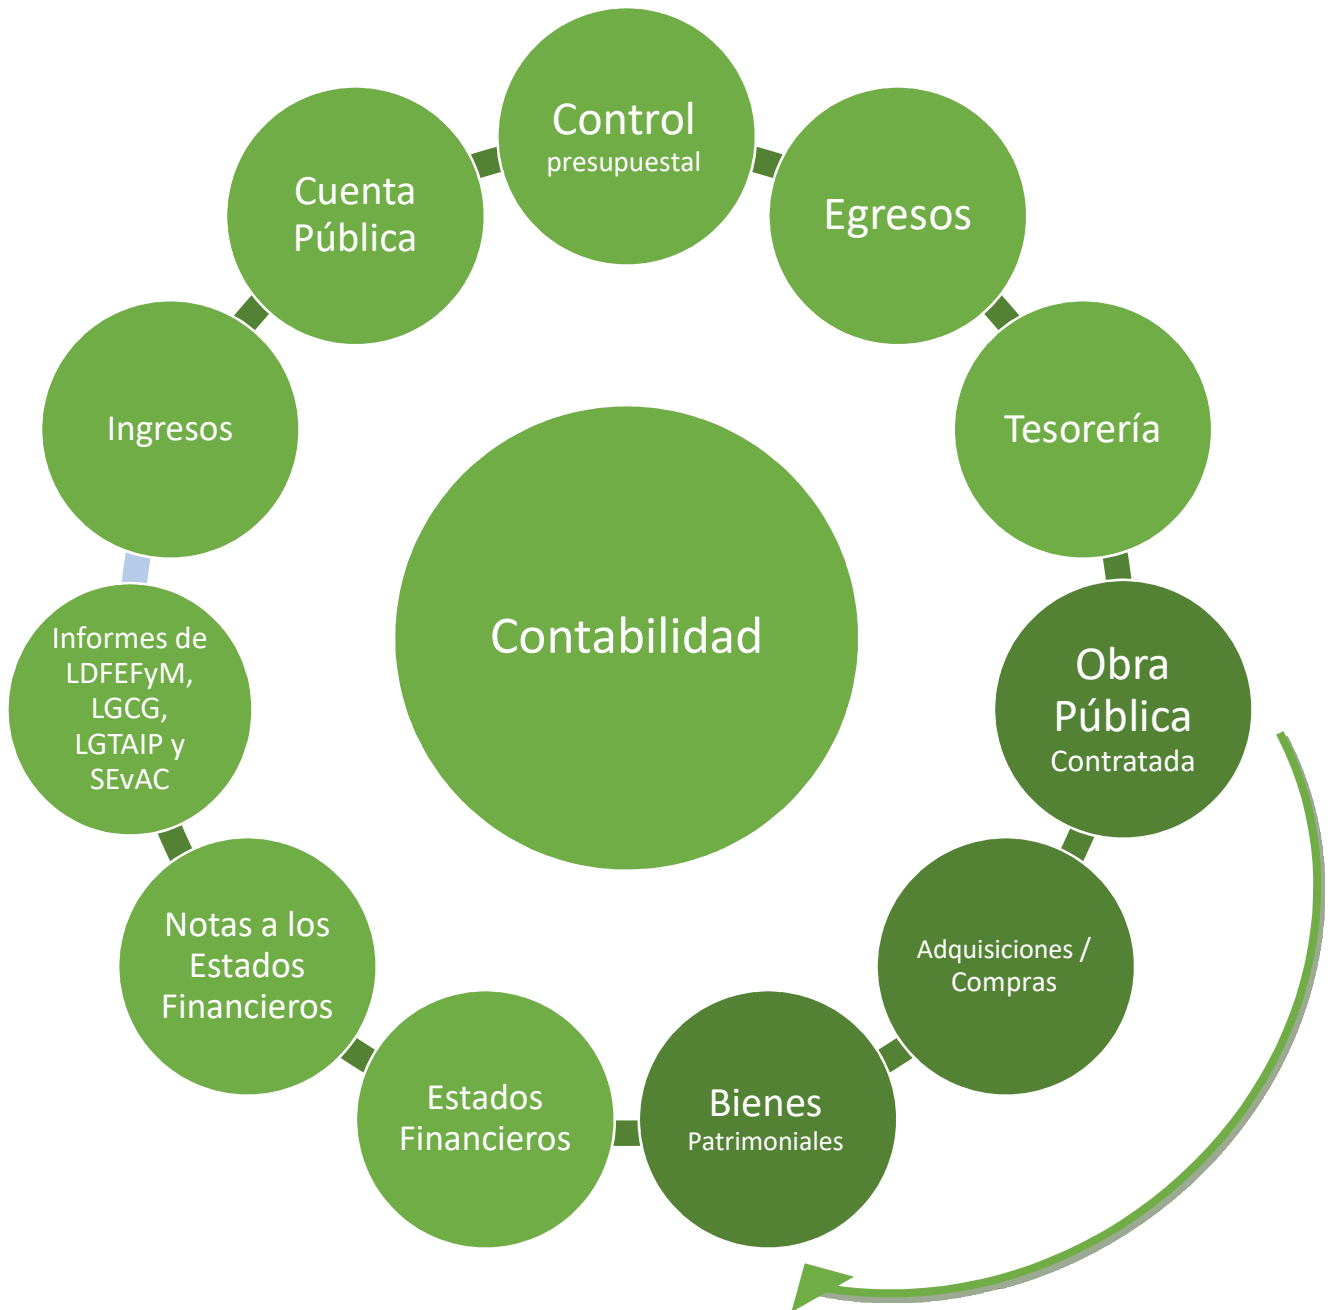 Control
presupuestal
Egresos
Tesorería
Obra
Pública
Contratada
Adquisiciones /
Compras
Bienes
Patrimoniales
Estados
Financieros
Notas a los
Estados
Financieros
Informes de
LDFEFyM,
LGCG,
LGTAIP y
SEvAC
Ingresos
Cuenta
Pública
Contabilidad